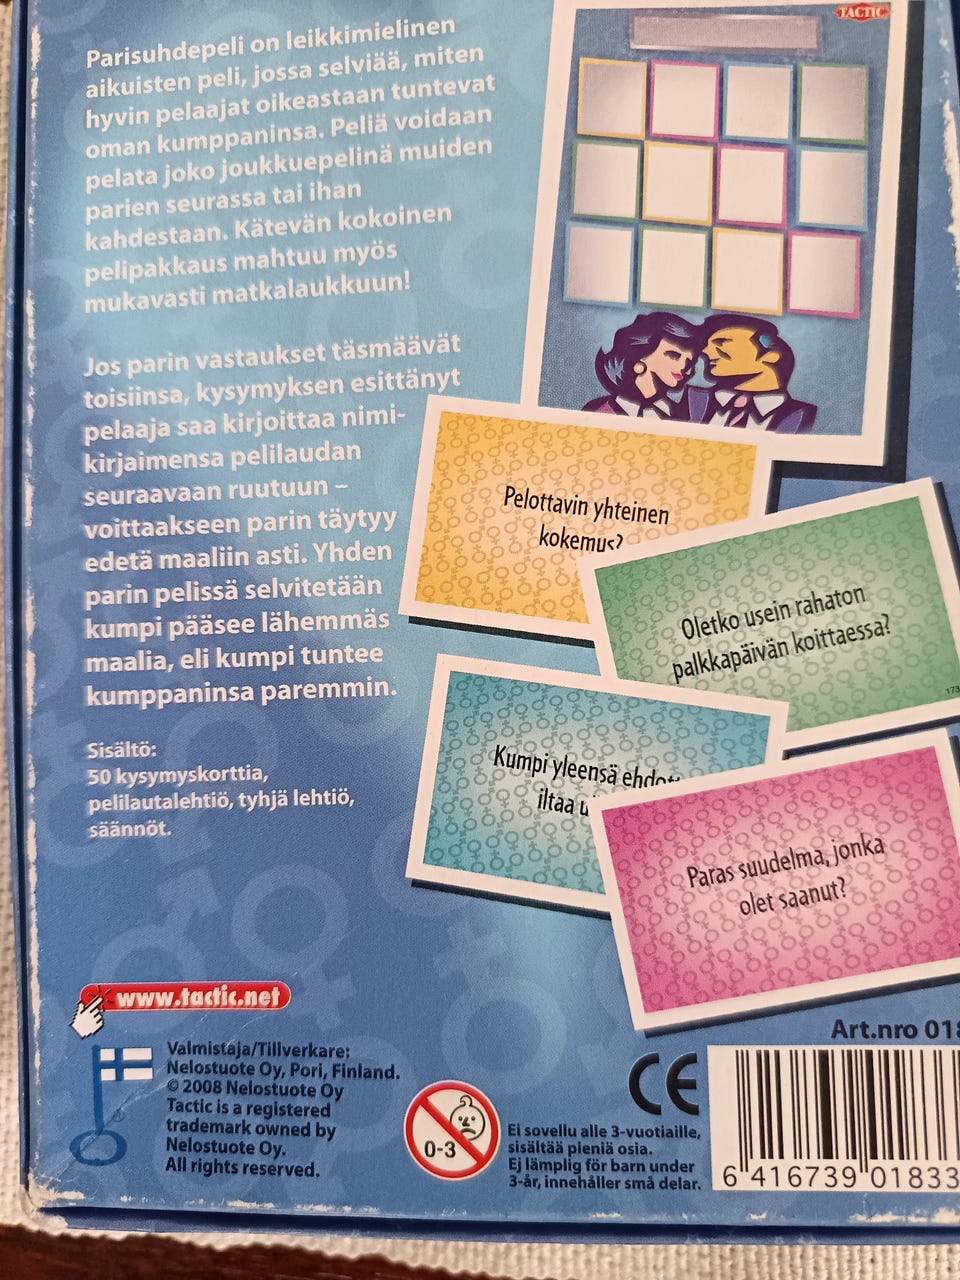 Parisuhdepeli on leikkimielinen
aikuisten peli, jossa selviää, miten
hyvin pelaajat oikeastaan tuntevat
oman kumppaninsa. Peliä voidaan
pelata joko joukkuepelinä muiden
parien seurassa tai ihan
kahdestaan. Kätevän kokoinen
pelipakkaus mahtuu myös
mukavasti matkalaukkuun!
Jos parin vastaukset täsmäävät
toisiinsa, kysymyksen esittänyt
pelaaja saa kirjoittaa nimi-
kirjaimensa pelilaudan
seuraavaan ruutuun –
voittaakseen parin täytyy
edetä maaliin asti. Yhden
parin pelissä selvitetään
kumpi pääsee lähemmäs
maalia, eli kumpi tuntee
kumppaninsa paremmin.
Sisältö:
50 kysymyskorttia,
pelilautalehtiö, tyhjä lehtiö,
säännöt.
TACTIC
Pelottavin yhteinen
kokemus?
Oletko usein rahaton
palkkapäivän koittaessa?
173
Kumpi yleensä
iltaa
Paras suudelma, jonka
olet saanut?
www.tactic.net
Valmistaja/Tillverkare:
Nelostuote Oy, Pori, Finland.
© 2008 Nelostuote Oy
Tactic is a registered
trademark owned by
Nelostuote Oy.
All rights reserved.
0-3
CE
Ei sovellu alle 3-vuotiaille,
sisältää pieniä osia.
Ej lämplig för barn under
3-år, innehåller små delar.
Art.nro 018
6 416739 01833